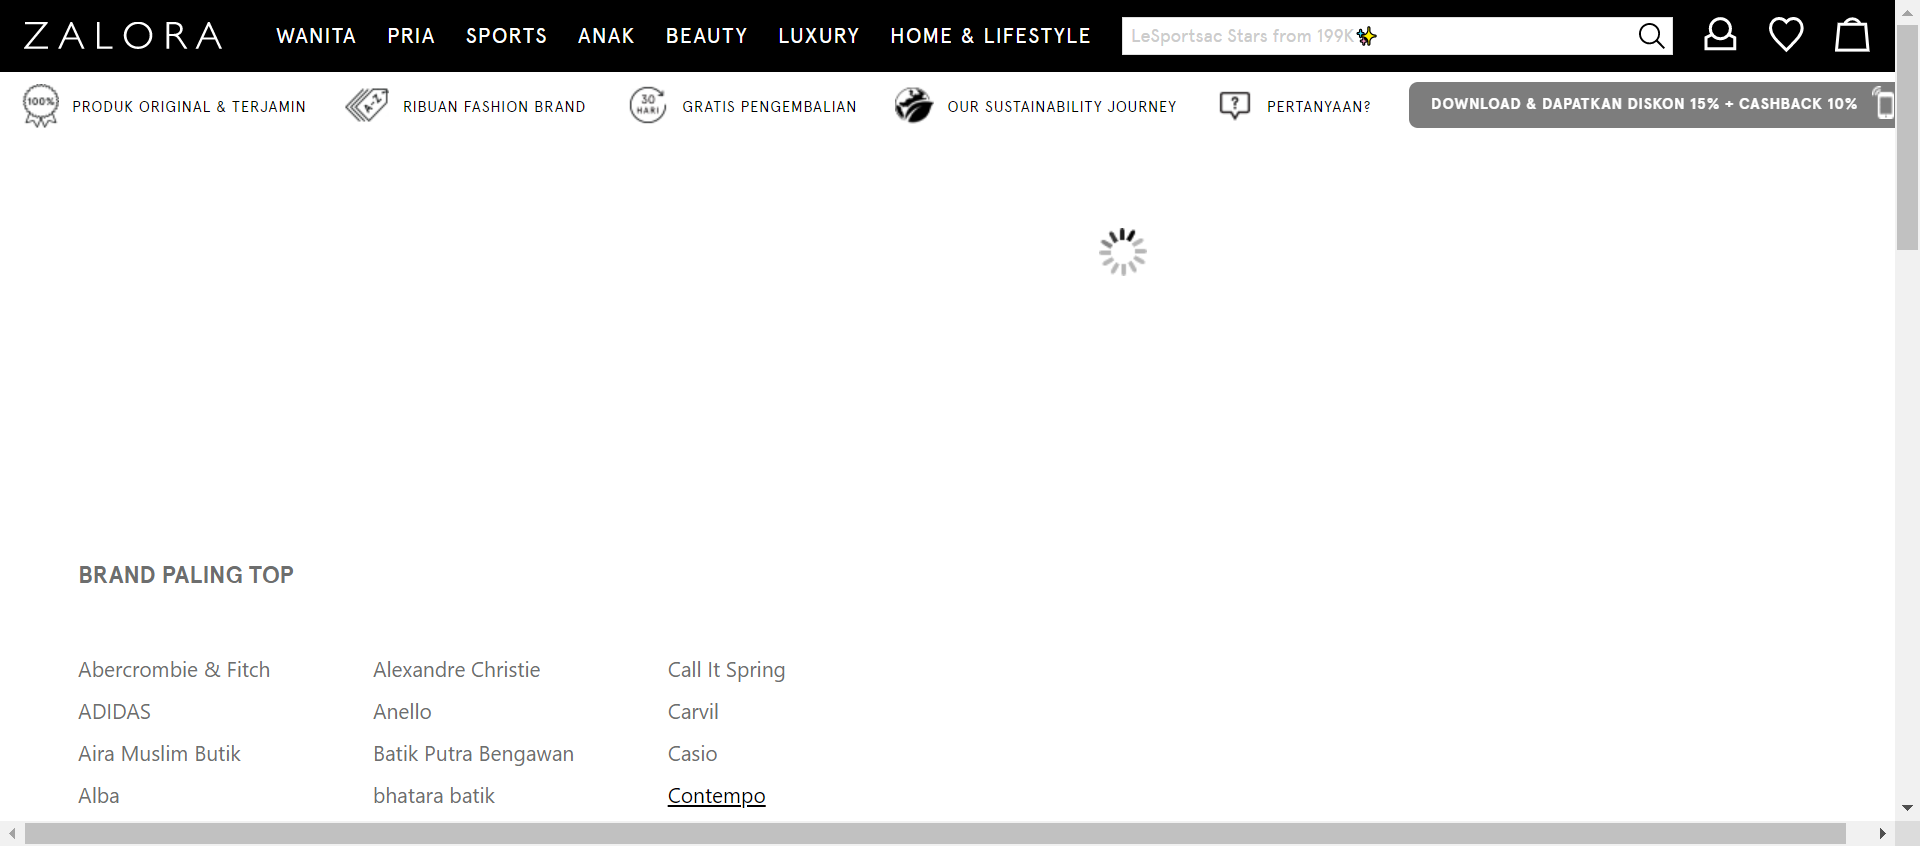 ZALORA WANITA PRIA SPORTS ANAK BEAUTY LUXURY HOME & LIFESTYLE LeSportsac Stars from 199K✨
100% PRODUK ORIGINAL & TERJAMIN A-Z RIBUAN FASHION BRAND 30 HARI GRATIS PENGEMBALIAN OUR SUSTAINABILITY JOURNEY ? PERTANYAAN? DOWNLOAD & DAPATKAN DISKON 15% + CASHBACK 10%
BRAND PALING TOP
Abercrombie & Fitch Alexandre Christie Call It Spring
ADIDAS Anello Carvil
Aira Muslim Butik Batik Putra Bengawan Casio
Alba bhatara batik Contempo